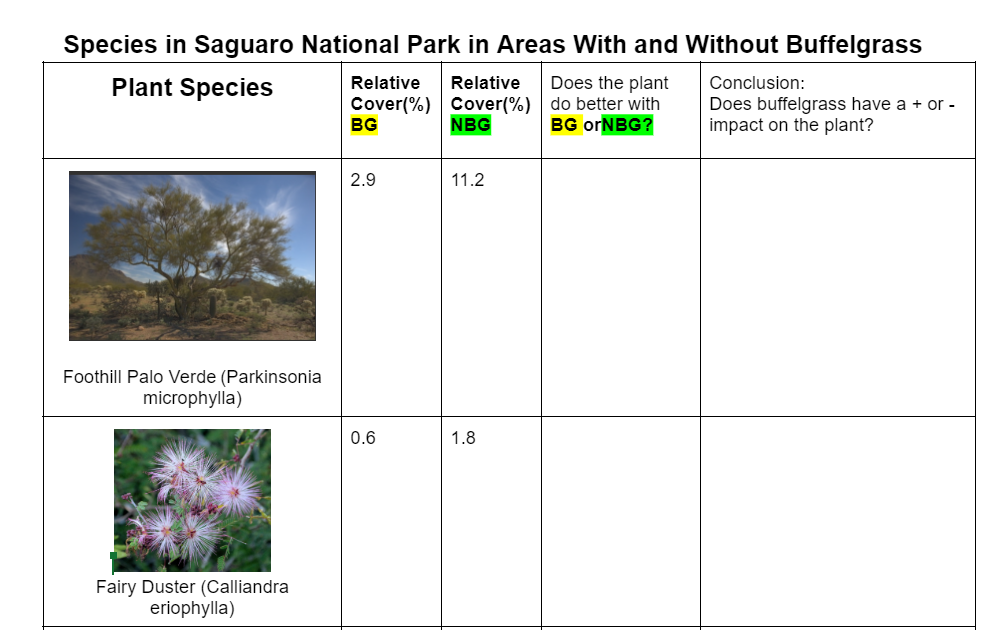 Species in Saguaro National Park in Areas With and Without Buffelgrass
Plant Species
Relative
Cover(%)
BG
Relative
Cover(%)
NBG
Does the plant
do better with
BG orNBG?
Conclusion:
Does buffelgrass have a + or -
impact on the plant?
Foothill Palo Verde (Parkinsonia
microphylla)
2.9
11.2
Fairy Duster (Calliandra
eriophylla)
0.6
1.8